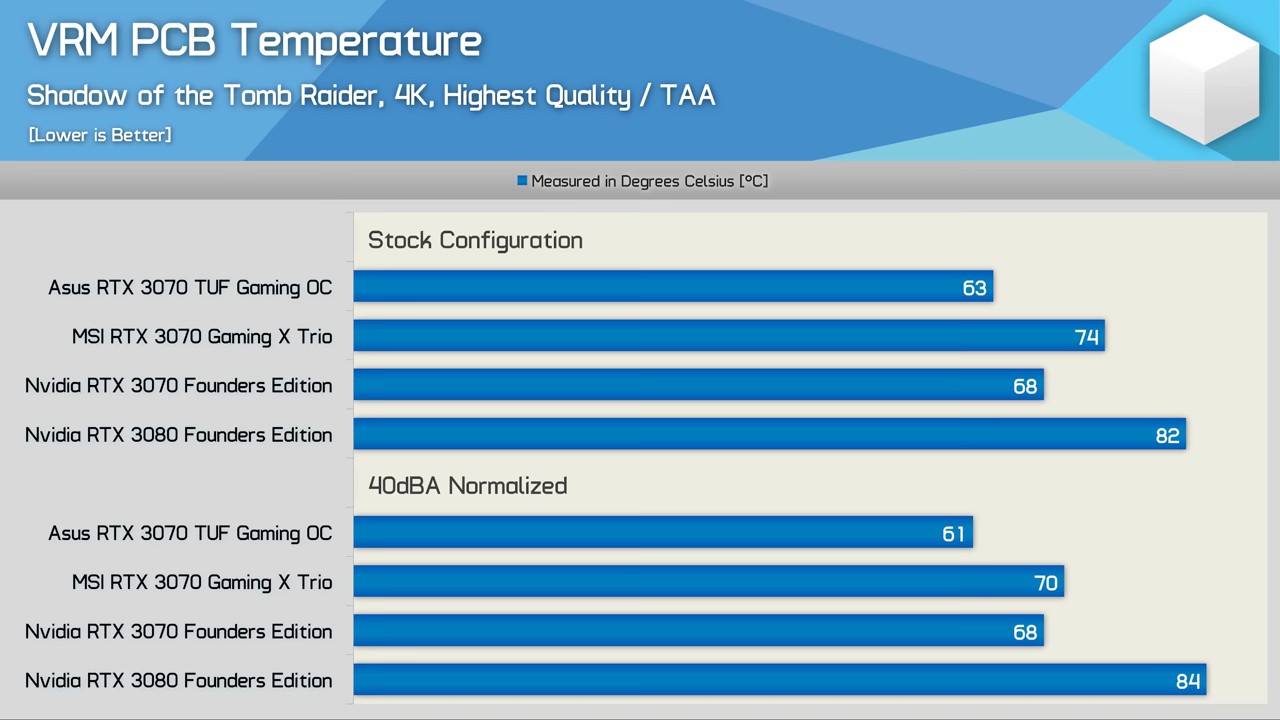 VRM PCB Temperature
Shadow of the Tomb Raider, 4K, Highest Quality / TAA
[Lower is Better]
Measured in Degrees Celsius [°C]
Stock Configuration
Asus RTX 3070 TUF Gaming OC 63
MSI RTX 3070 Gaming X Trio 74
Nvidia RTX 3070 Founders Edition 68
Nvidia RTX 3080 Founders Edition 82
40dBA Normalized
Asus RTX 3070 TUF Gaming OC 61
MSI RTX 3070 Gaming X Trio 70
Nvidia RTX 3070 Founders Edition 68
Nvidia RTX 3080 Founders Edition 84